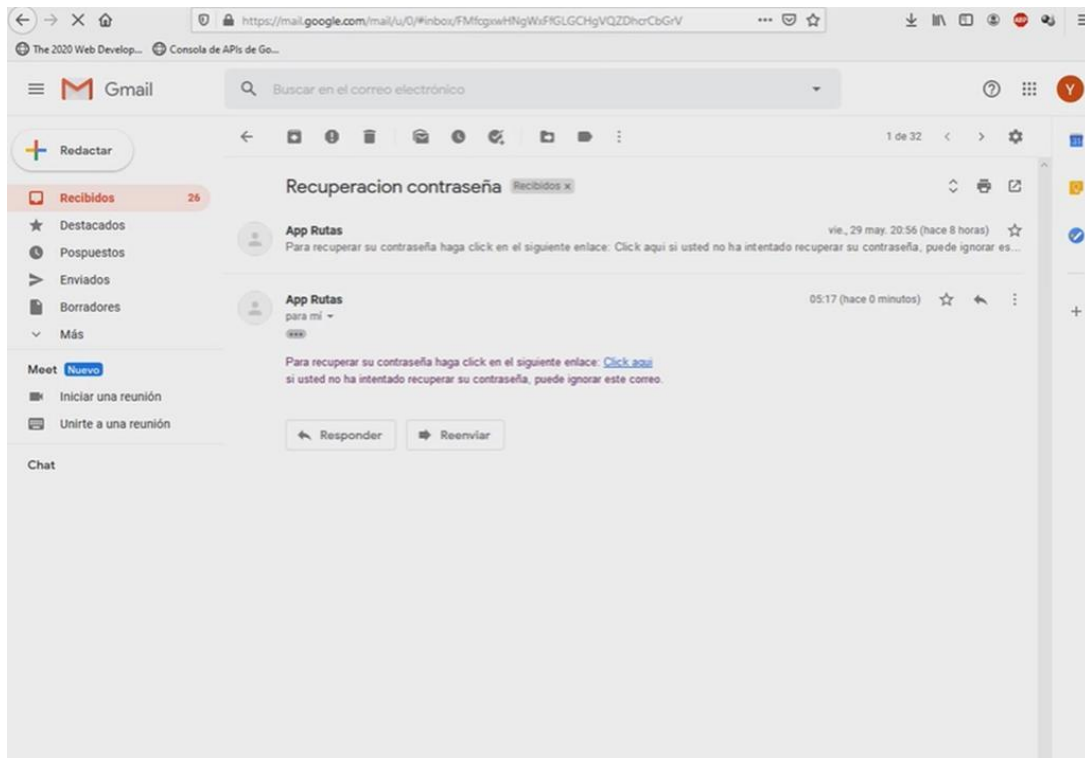 https://mail.google.com/mail/u/0/#inbox/FMfcgxwHNgWxFfGLGCHgVQZDhcrCbGrV
The 2020 Web Develop... Consola de APIs de Go...
Gmail
Buscar en el correo electrónico
Y
Redactar
1 de 32
31
Recuperacion contraseña Recibidos x
Recibidos 26
Destacados
App Rutas vie., 29 may. 20:56 (hace 8 horas)
Para recuperar su contraseña haga click en el siguiente enlace: Click aqui si usted no ha intentado recuperar su contraseña, puede ignorar es...
Pospuestos
Enviados
Borradores
Más
App Rutas 05:17 (hace 0 minutos)
para mí
Para recuperar su contraseña haga click en el siguiente enlace: Click aqui
si usted no ha intentado recuperar su contraseña, puede ignorar este correo.
Meet Nuevo
Iniciar una reunión
Unirte a una reunión
Responder Reenviar
Chat